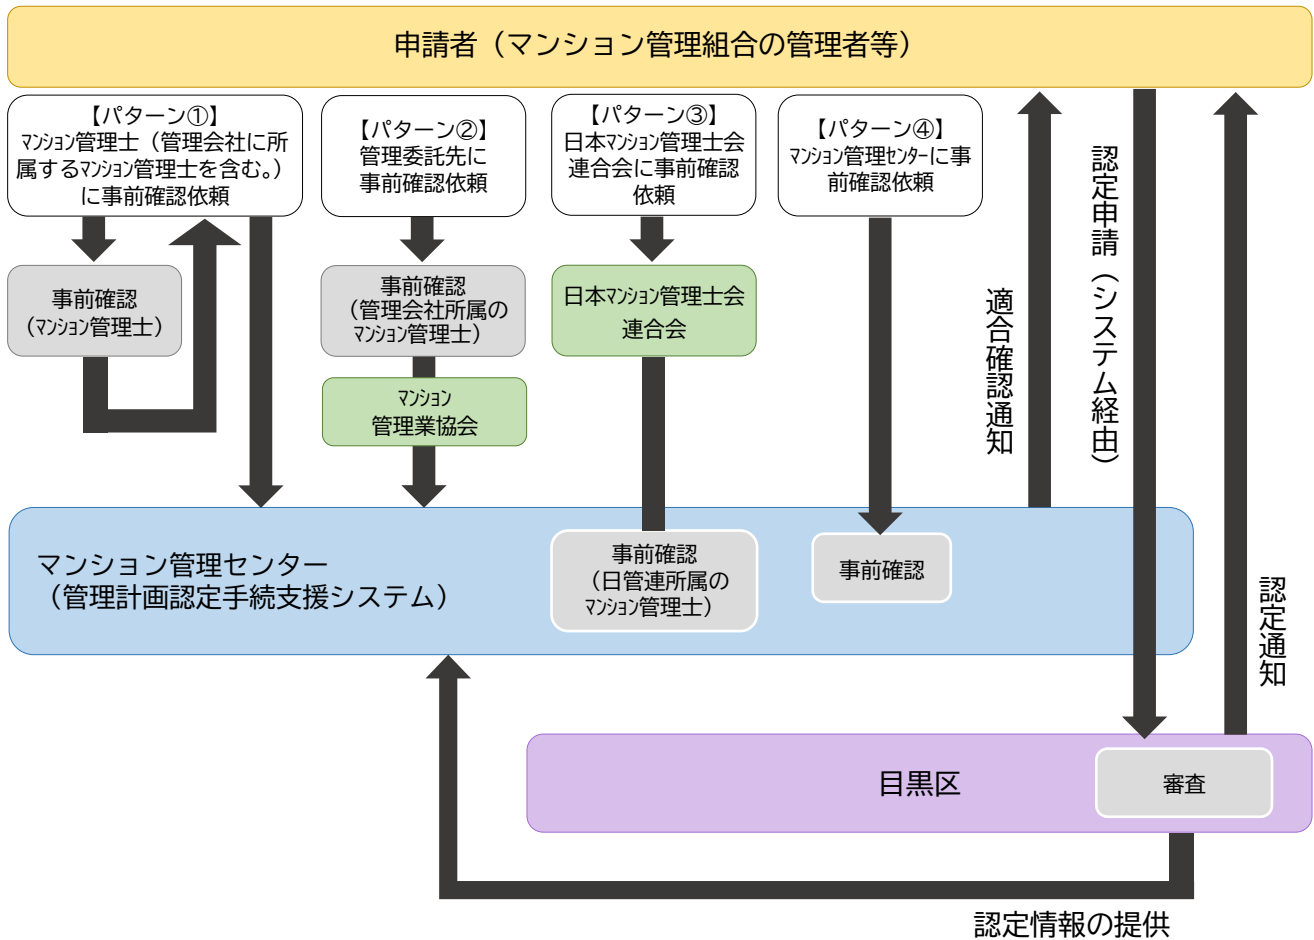 申請者（マンション管理組合の管理者等）
【パターン①】
マンション管理士（管理会社に所
属するマンション管理士を含む。）
に事前確認依頼
【パターン②】
管理委託先に
事前確認依頼
【パターン③】
日本マンション管理士会
連合会に事前確認
依頼
【パターン④】
マンション管理センターに事
前確認依頼
事前確認
（マンション管理士）
事前確認
（管理会社所属の
マンション管理士）
マンション
管理業協会
日本マンション管理士会
連合会
適合確認通知
認定申請（システム経由）
認定通知
マンション管理センター
（管理計画認定手続支援システム）
事前確認
（日管連所属の
マンション管理士）
事前確認
目黒区
審査
認定情報の提供